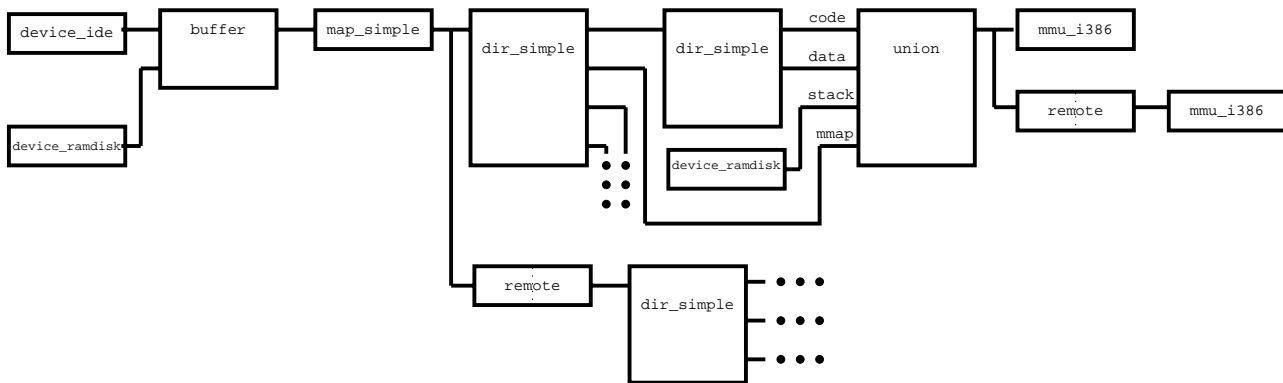 device_ide
buffer
map_simple
dir_simple
dir_simple
code
data
stack
mmap
union
mmu_i386
remote
mmu_i386
device_ramdisk
device_ramdisk
remote
dir_simple